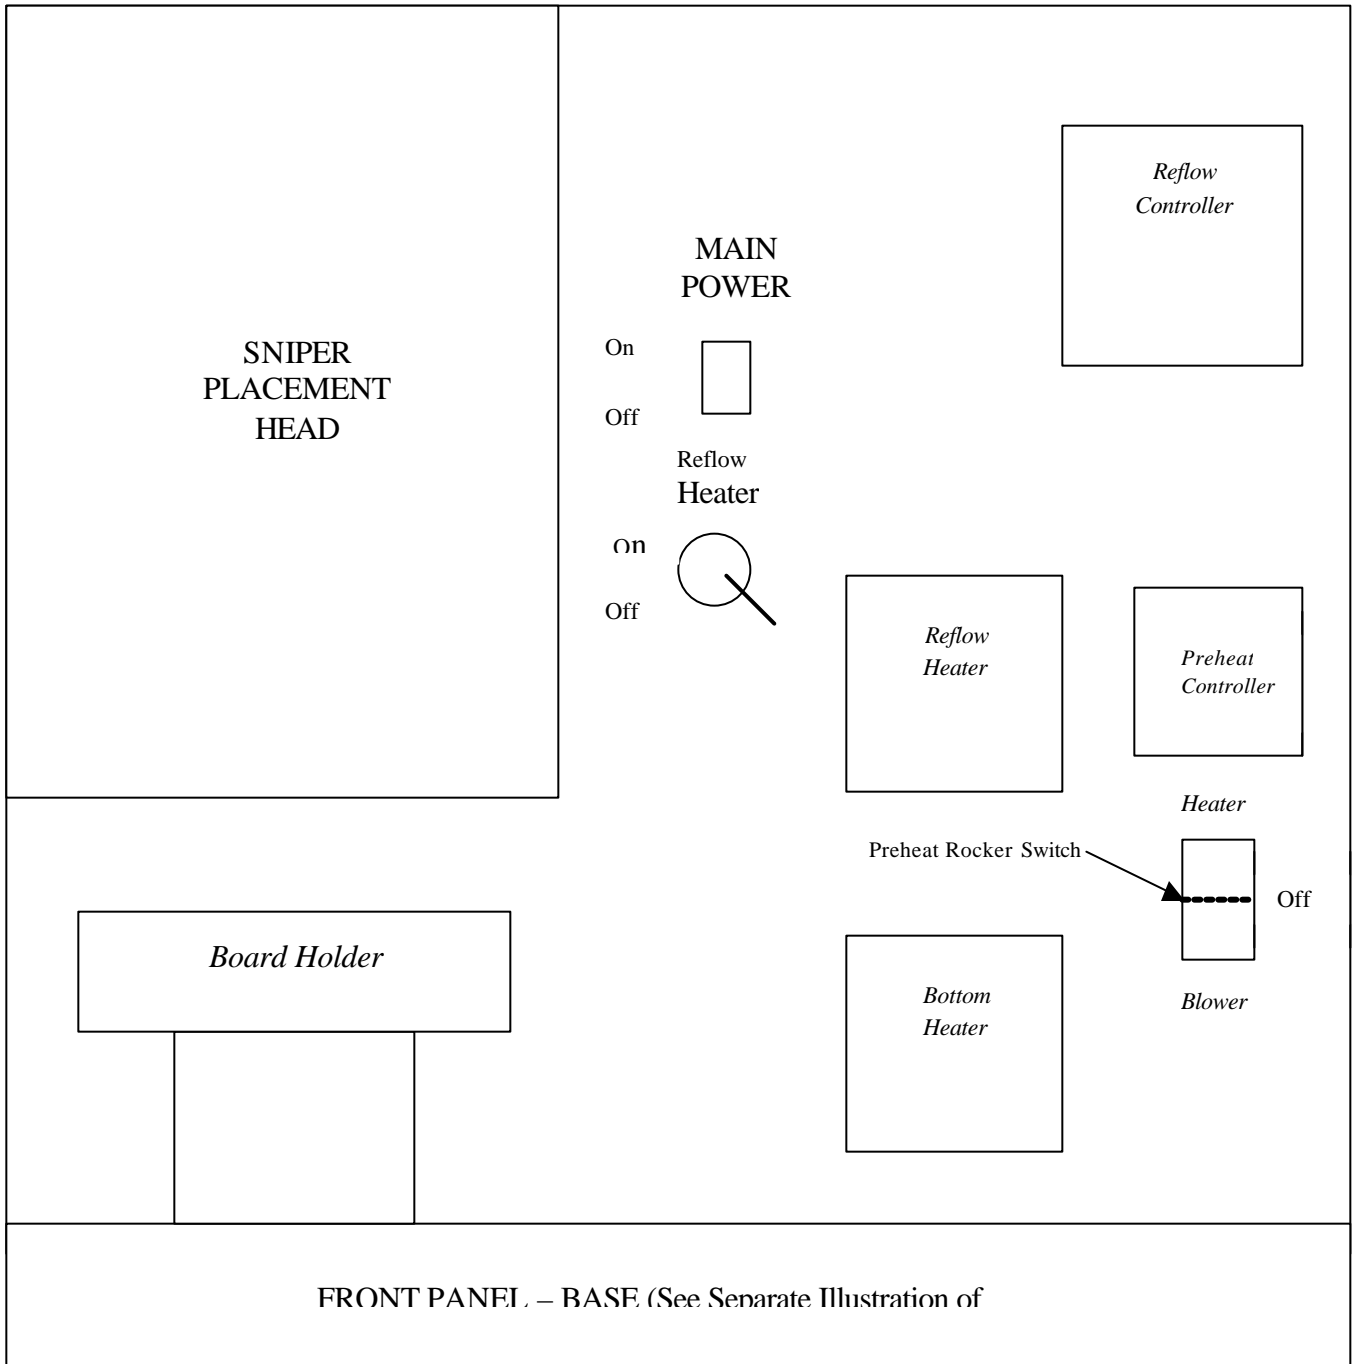 Reflow
Controller
MAIN
POWER
SNIPER
PLACEMENT
HEAD
On
Off
Reflow
Heater
On
Off
Reflow
Heater
Preheat
Controller
Heater
Preheat Rocker Switch
Off
Board Holder
Bottom
Heater
Blower
FRONT PANEL – BASE (See Separate Illustration of